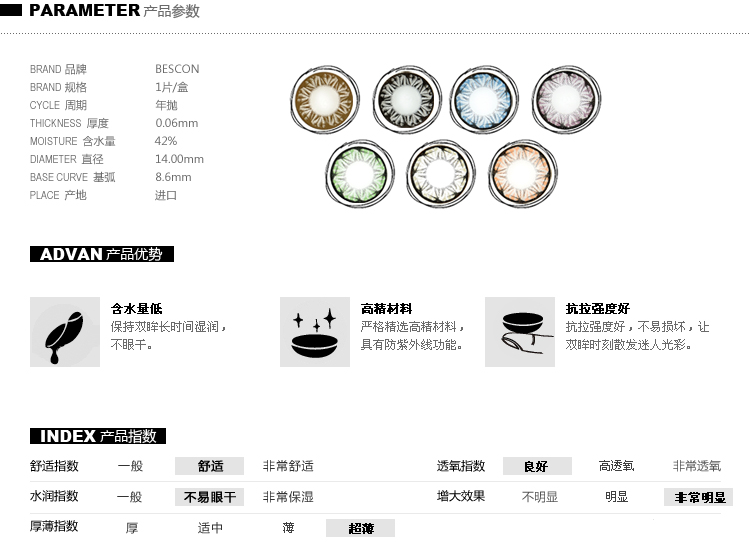 PARAMETER 产品参数
BRAND 品牌 BESCON
BRAND 规格 1片/盒
CYCLE 周期 年抛
THICKNESS 厚度 0.06mm
MOISTURE 含水量 42%
DIAMETER 直径 14.00mm
BASE CURVE 基弧 8.6mm
PLACE 产地 进口
ADVAN 产品优势
含水量低
保持双眸长时间湿润，
不眼干。
高精材料
严格精选高精材料，
具有防紫外线功能。
抗拉强度好
抗拉强度好，不易损坏，让
双眸时刻散发迷人光彩。
INDEX 产品指数
舒适指数 一般 舒适 非常舒适 透氧指数 良好 高透氧 非常透氧
水润指数 一般 不易眼干 非常保湿 增大效果 不明显 明显 非常明显
厚薄指数 厚 适中 薄 超薄